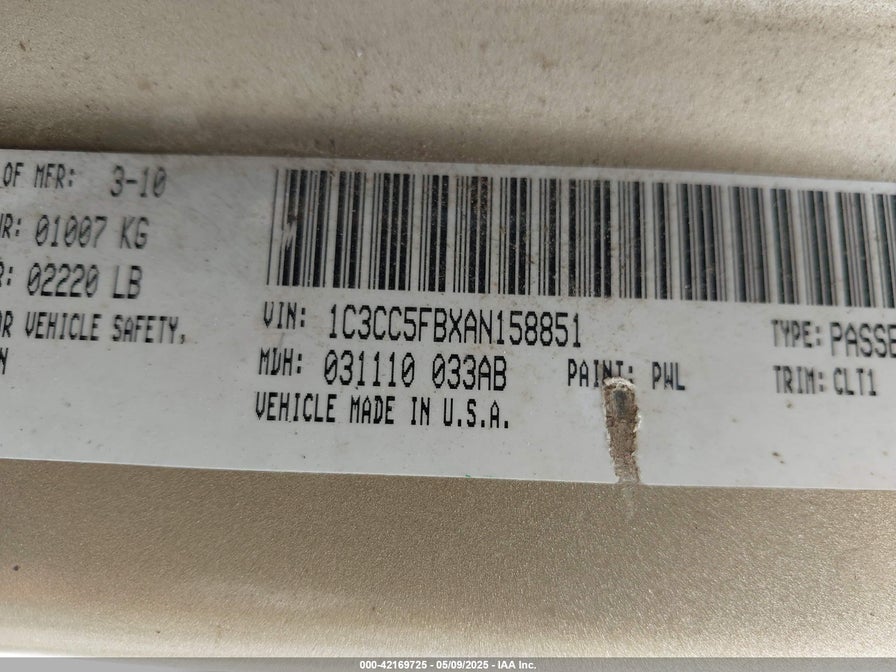 OF MFR: 3-10
WR: 01007 KG
R: 02220 LB
OR VEHICLE SAFETY,
N
VIN: 1C3CC5FBXAN158851
TYPE: PASSE
MDH: 031110 033AB
PAINT: PWL
TRIM: CLT1
VEHICLE MADE IN U.S.A.
000-42169725 - 05/09/2025 - IAA Inc.